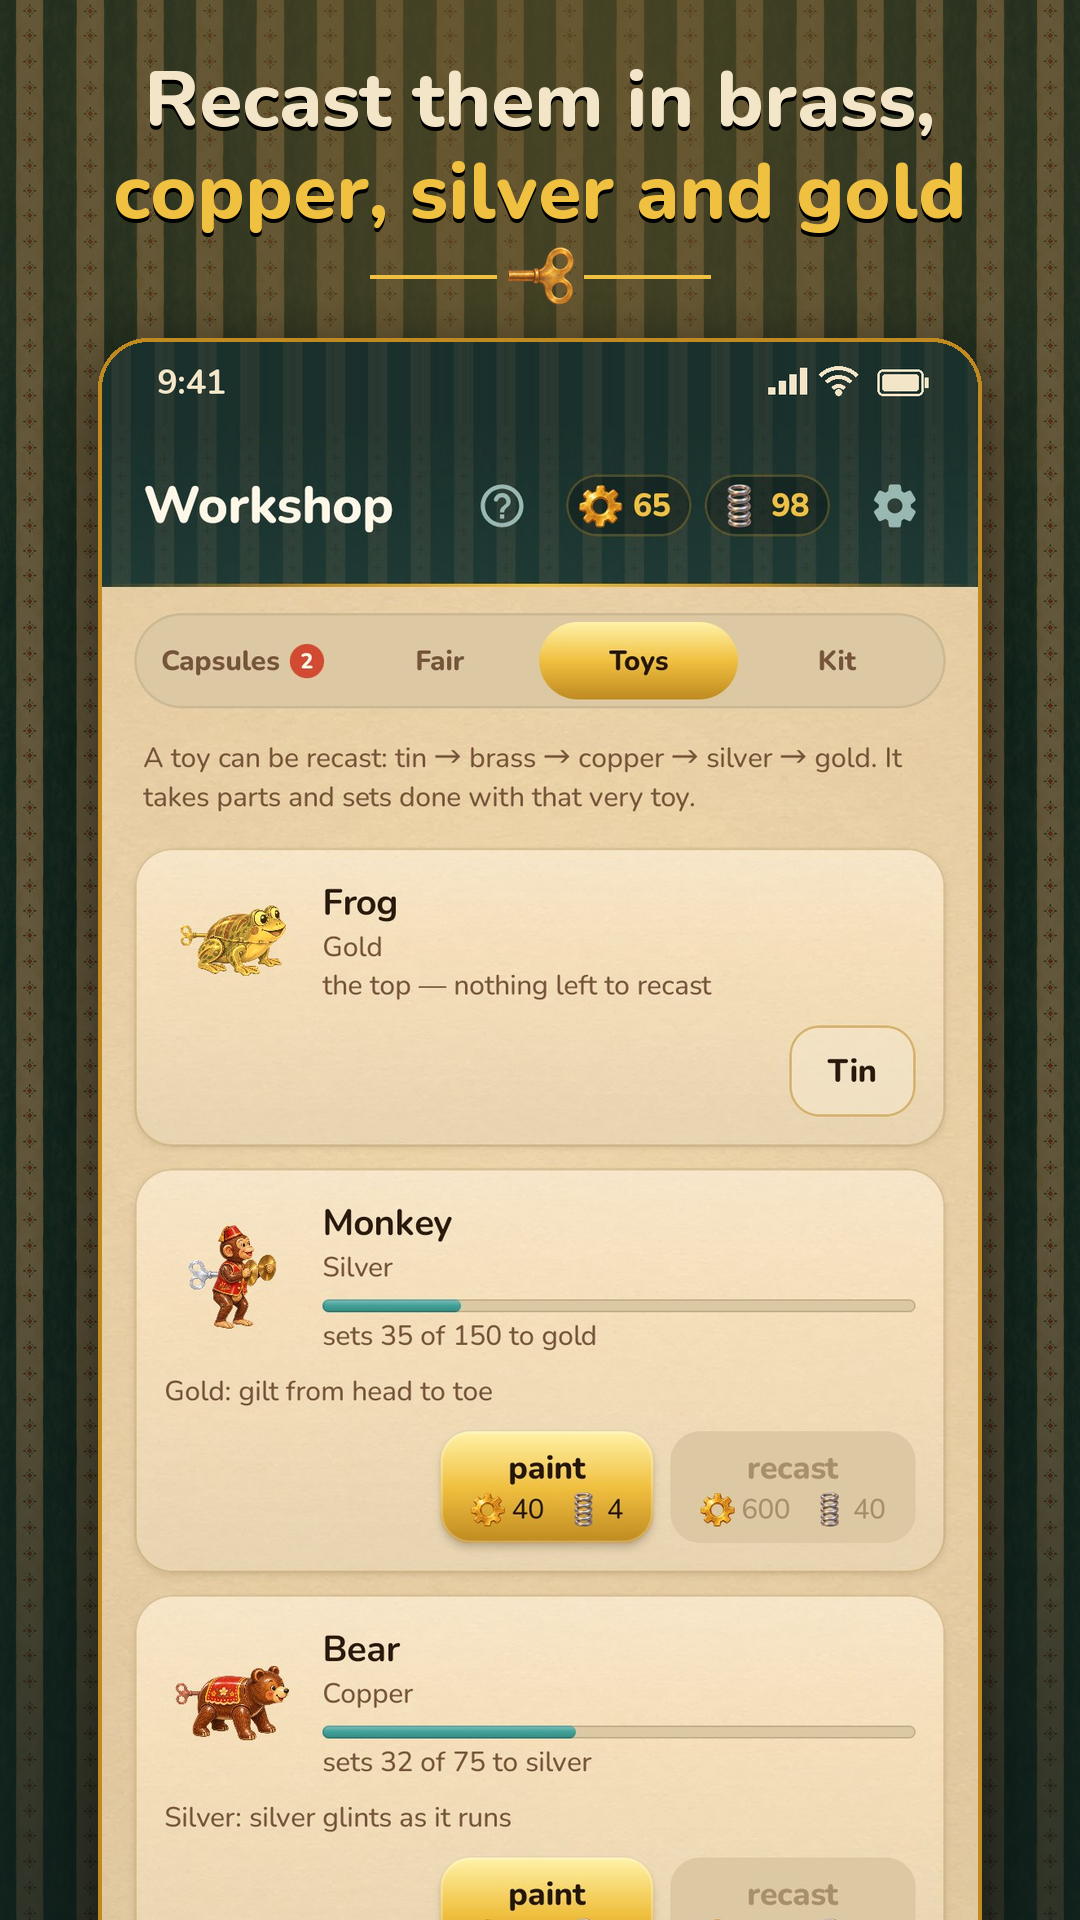 Recast them in brass,
copper, silver and gold
9:41
Workshop
65
98
Capsules 2
Fair
Toys
Kit
A toy can be recast: tin → brass → copper → silver → gold. It
takes parts and sets done with that very toy.
Frog
Gold
the top — nothing left to recast
Tin
Monkey
Silver
sets 35 of 150 to gold
Gold: gilt from head to toe
paint
40 4
recast
600 40
Bear
Copper
sets 32 of 75 to silver
Silver: silver glints as it runs
paint
recast